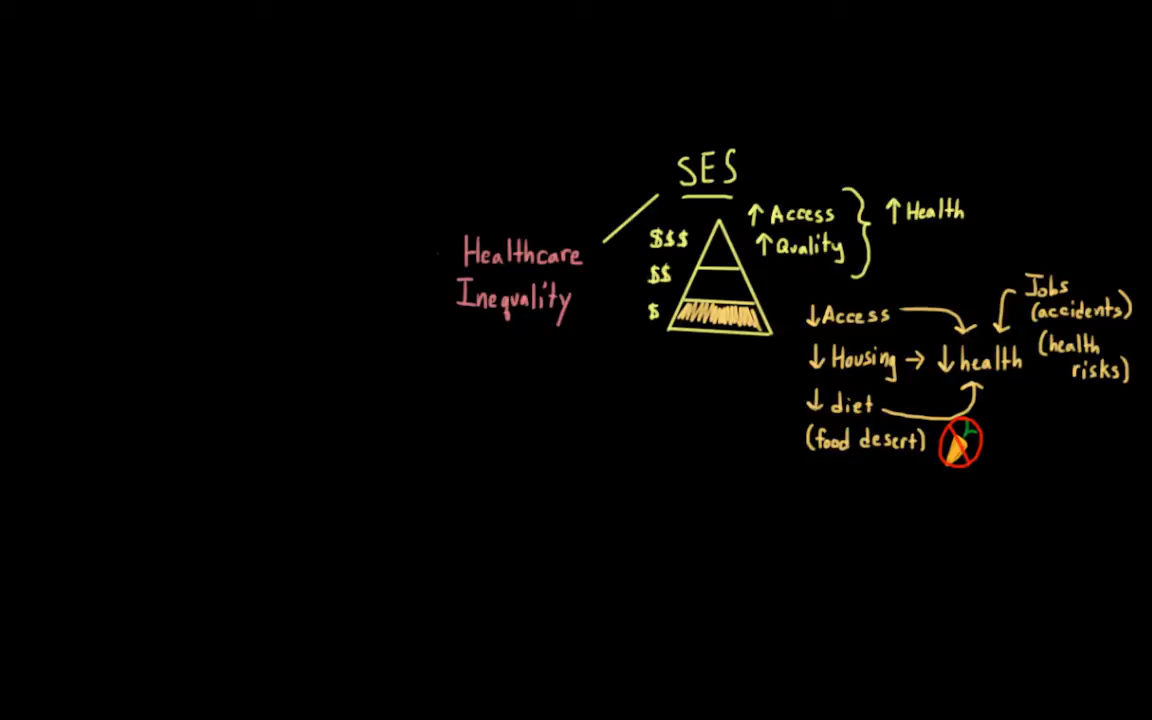 SES
Healthcare
Inequality
$$$
$$
$
↑ Access
↑ Quality
↑ Health
↓ Access
↓ Housing → ↓ health
↓ diet
(food desert)
Jobs
(accidents)
(health
risks)